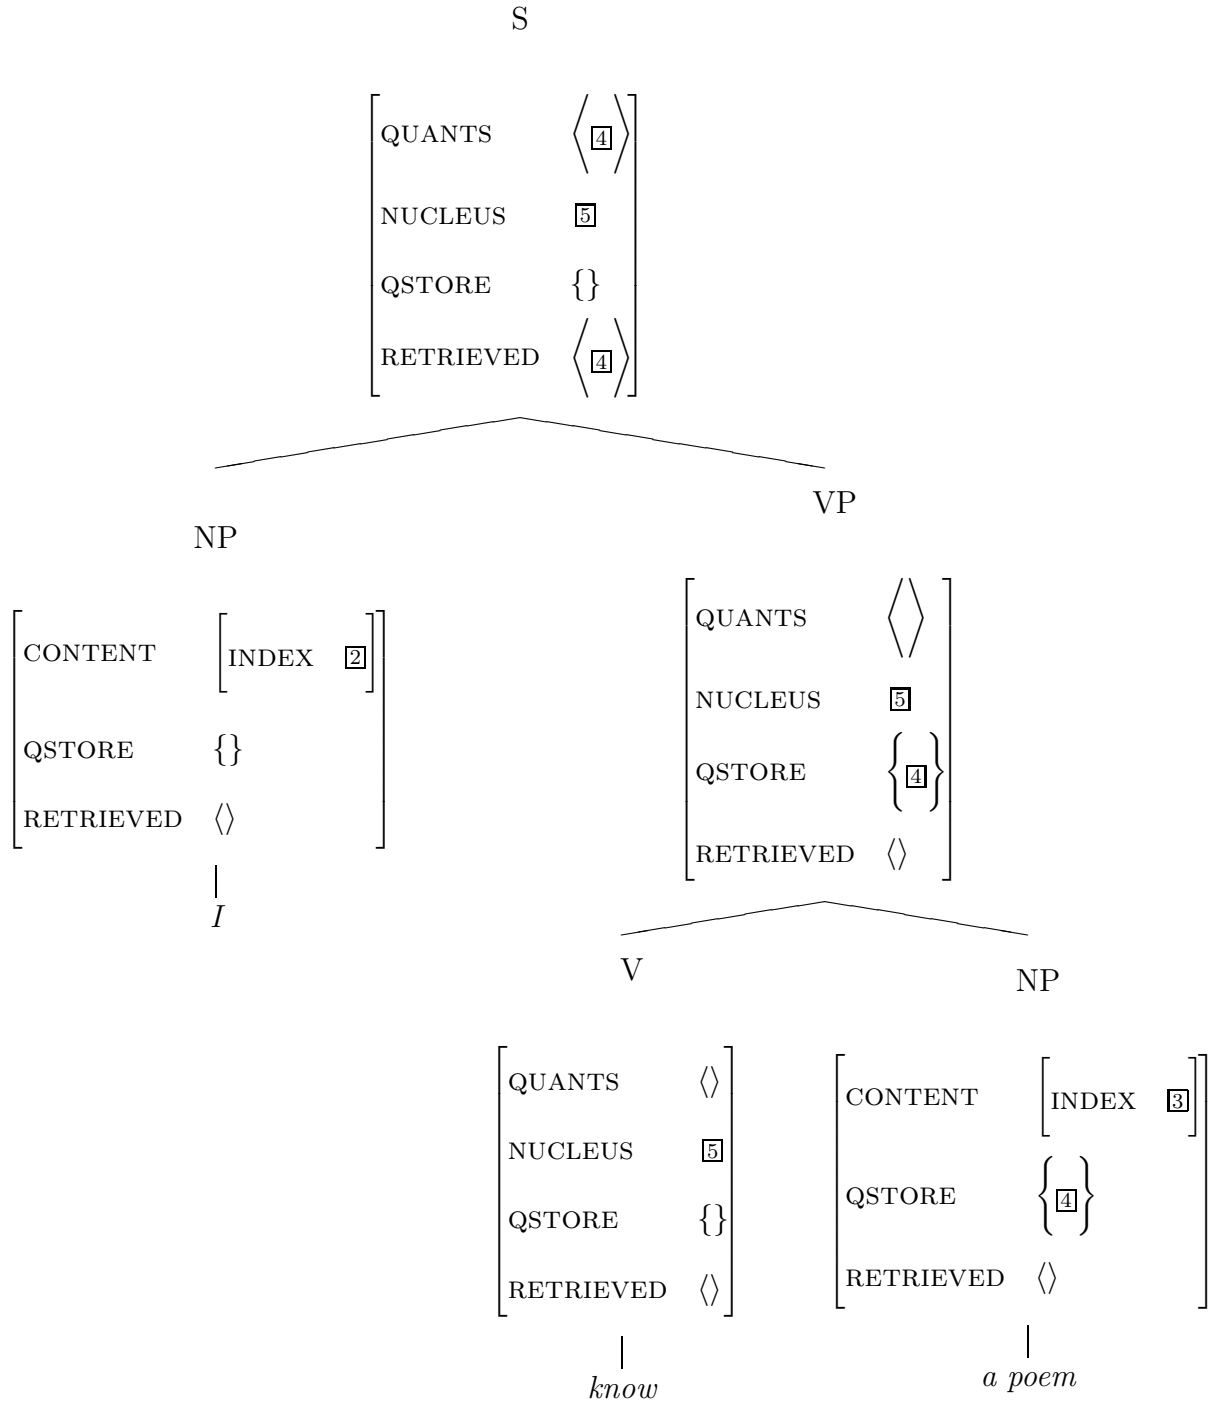 S
QUANTS ⟨ 4 ⟩
NUCLEUS 5
QSTORE {}
RETRIEVED ⟨ 4 ⟩
NP
CONTENT [ INDEX 2 ]
QSTORE {}
RETRIEVED ⟨⟩
I
VP
QUANTS ⟨⟩
NUCLEUS 5
QSTORE { 4 }
RETRIEVED ⟨⟩
V
QUANTS ⟨⟩
NUCLEUS 5
QSTORE {}
RETRIEVED ⟨⟩
know
NP
CONTENT [ INDEX 3 ]
QSTORE { 4 }
RETRIEVED ⟨⟩
a poem